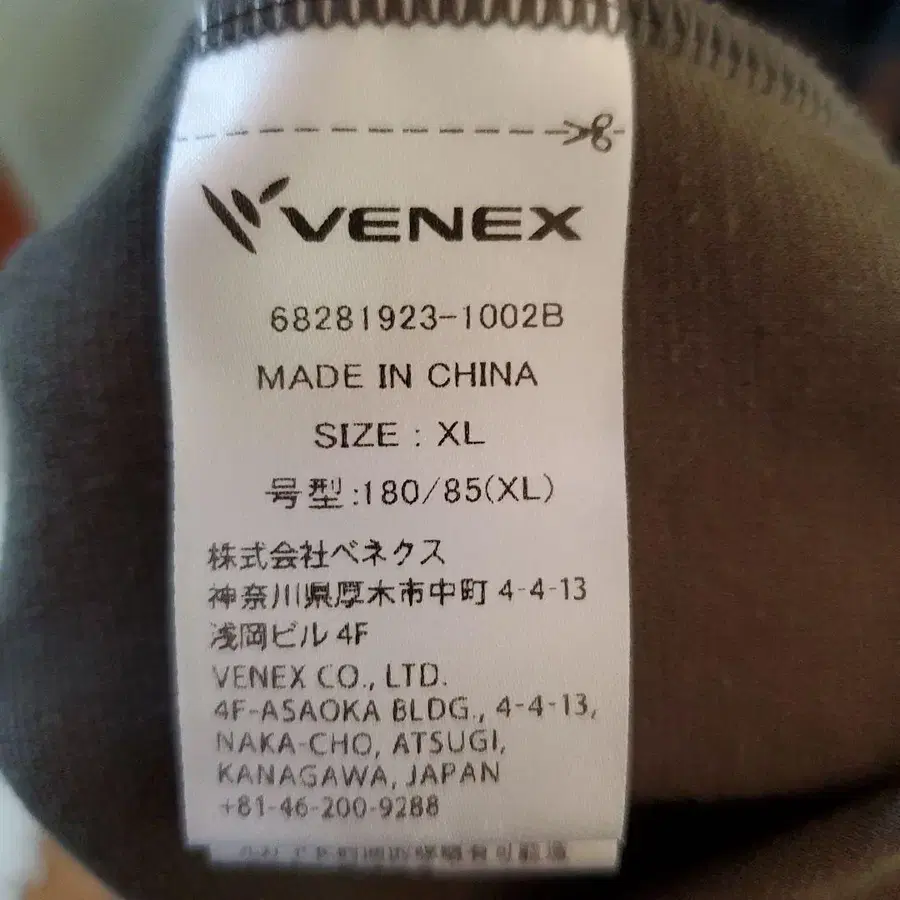 VENEX
68281923-1002B
MADE IN CHINA
SIZE : XL
号型:180/85(XL)
株式会社ベネクス
神奈川県厚木市中町 4-4-13
浅岡ビル 4F
VENEX CO., LTD.
4F-ASAOKA BLDG., 4-4-13,
NAKA-CHO, ATSUGI,
KANAGAWA, JAPAN
+81-46-200-9288